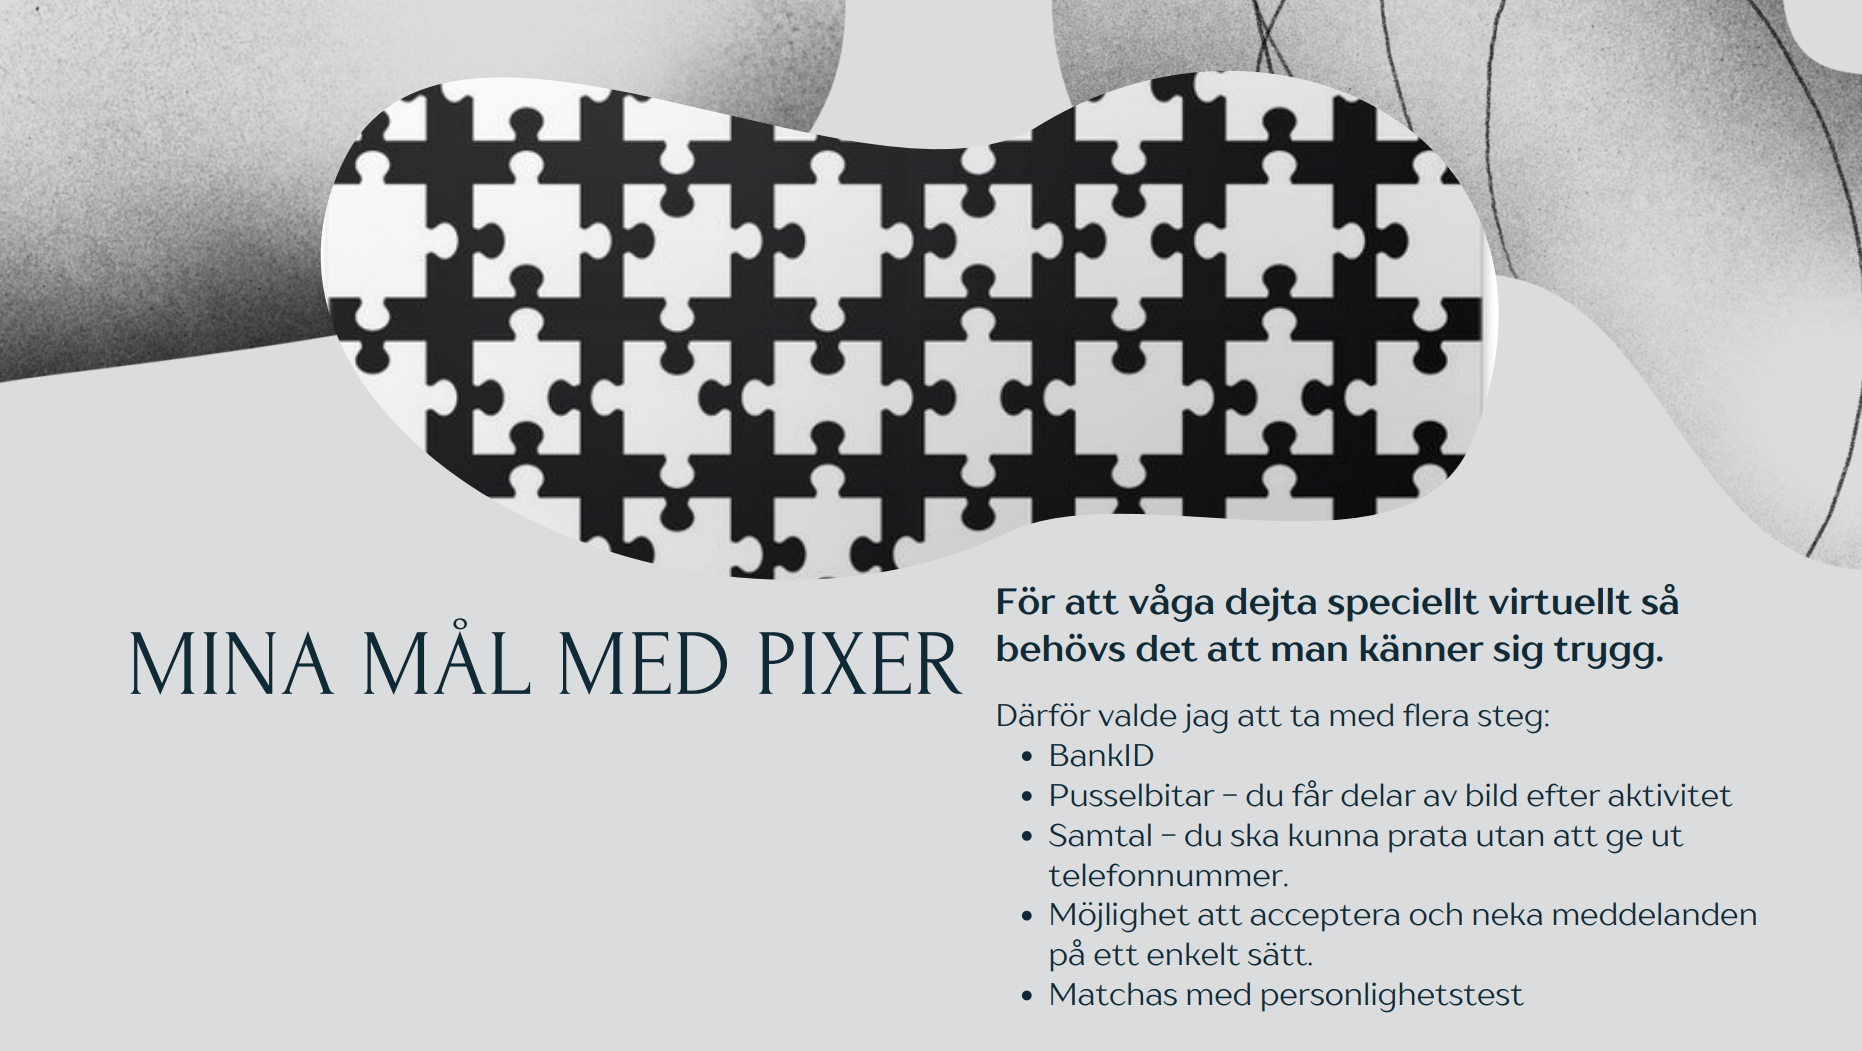 MINA MÅL MED PIXER
För att våga dejta speciellt virtuellt så
behövs det att man känner sig trygg.
Därför valde jag att ta med flera steg:
• BankID
• Pusselbitar – du får delar av bild efter aktivitet
• Samtal – du ska kunna prata utan att ge ut
telefonnummer.
• Möjlighet att acceptera och neka meddelanden
på ett enkelt sätt.
• Matchas med personlighetstest